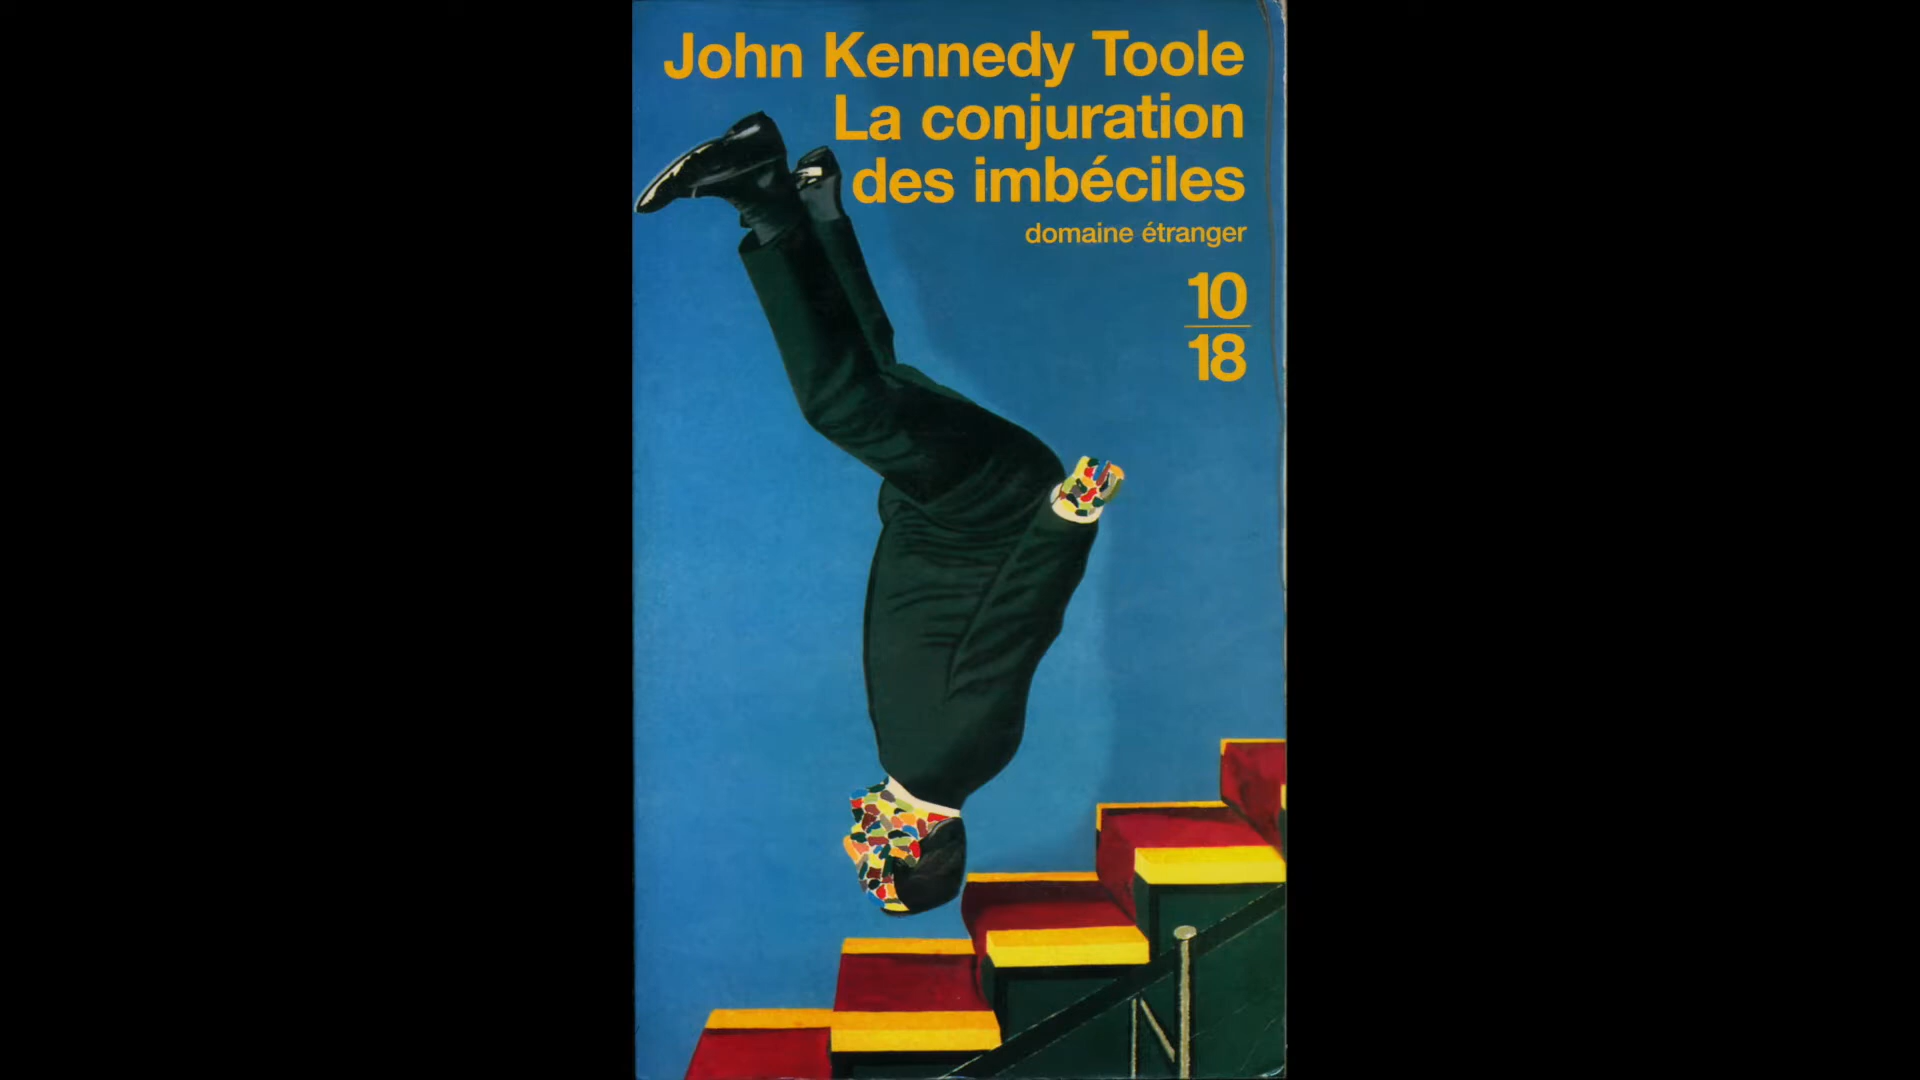 John Kennedy Toole
La conjuration
des imbéciles
domaine étranger
10
18